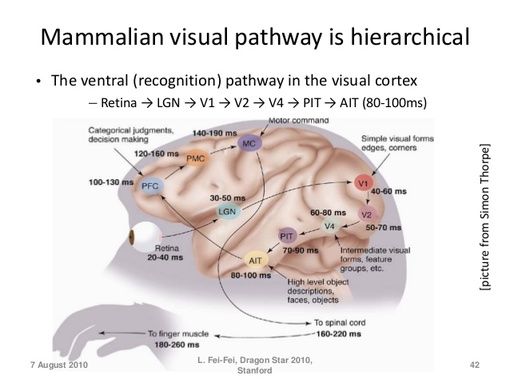 Mammalian visual pathway is hierarchical
• The ventral (recognition) pathway in the visual cortex
– Retina → LGN → V1 → V2 → V4 → PIT → AIT (80-100ms)
Motor command
Categorical judgments,
decision making
140-190 ms
MC
Simple visual forms
edges, corners
120-160 ms
PMC
100-130 ms
PFC
30-50 ms
LGN
V1
40-60 ms
V2
50-70 ms
60-80 ms
V4
PIT
70-90 ms
Retina
20-40 ms
AIT
80-100 ms
Intermediate visual
forms, feature
groups, etc.
High level object
descriptions,
faces, objects
To spinal cord
160-220 ms
To finger muscle
180-260 ms
[picture from Simon Thorpe]
7 August 2010
L. Fei-Fei, Dragon Star 2010,
Stanford
42